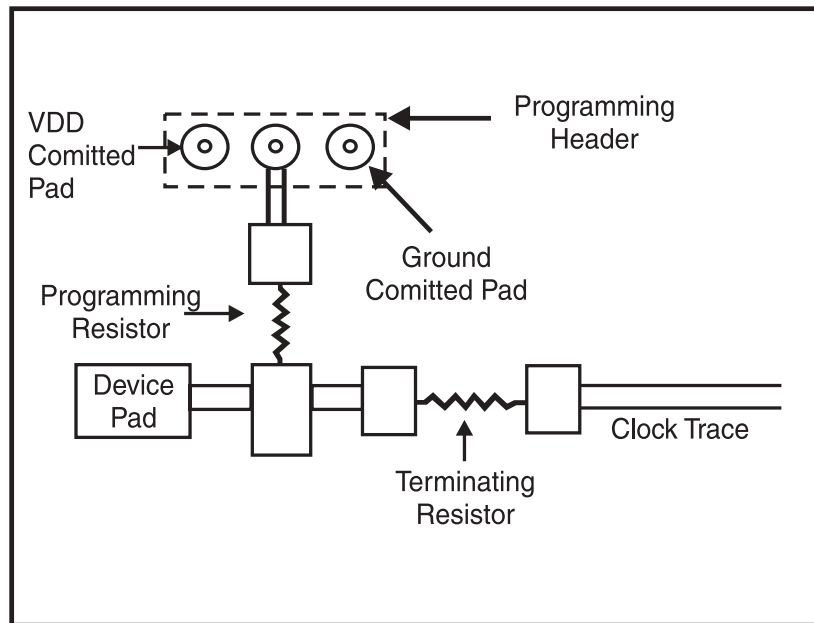 VDD
Comitted
Pad
Programming
Header
Ground
Comitted Pad
Programming
Resistor
Device
Pad
Clock Trace
Terminating
Resistor